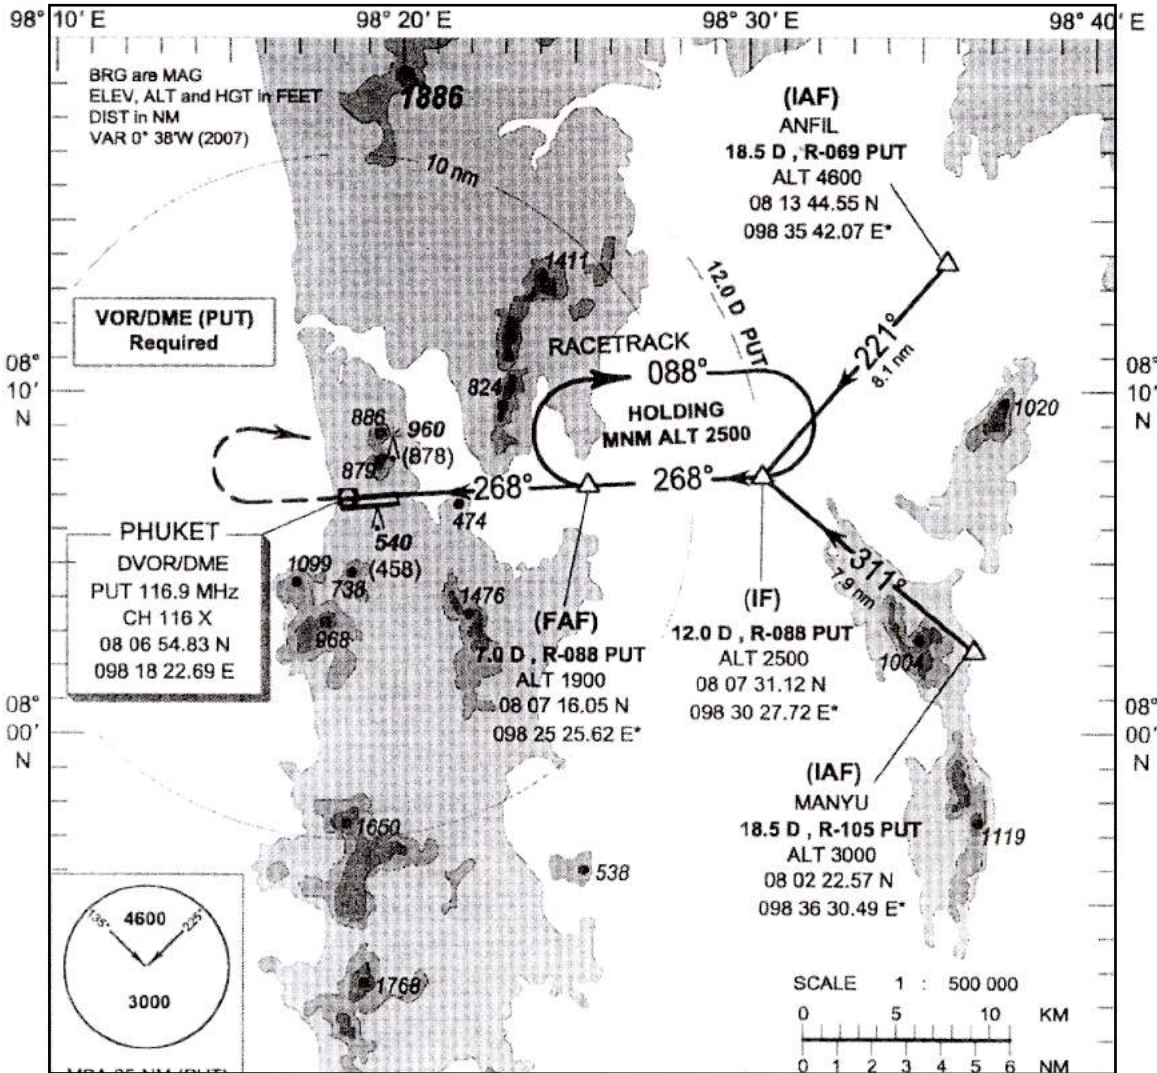 98° 10′ E
98° 20′ E
98° 30′ E
98° 40′ E
BRG are MAG
ELEV, ALT and HGT in FEET
DIST in NM
VAR 0° 38'W (2007)
1886
10 nm
(IAF)
ANFIL
18.5 D , R-069 PUT
ALT 4600
08 13 44.55 N
098 35 42.07 E*
1411
12.0 D PUT
VOR/DME (PUT)
Required
221°
8.1 nm
08°
10′
N
08°
10′
N
RACETRACK
088°
824
HOLDING
MNM ALT 2500
1020
886
960
(878)
879
268°
268°
474
PHUKET
DVOR/DME
PUT 116.9 MHz
CH 116 X
08 06 54.83 N
098 18 22.69 E
540
(458)
1099
738
968
1476
311°
7.9 nm
(FAF)
7.0 D , R-088 PUT
ALT 1900
08 07 16.05 N
098 25 25.62 E*
(IF)
12.0 D , R-088 PUT
ALT 2500
08 07 31.12 N
098 30 27.72 E*
1004
08°
00′
N
08°
00′
N
(IAF)
MANYU
18.5 D , R-105 PUT
ALT 3000
08 02 22.57 N
098 36 30.49 E*
1650
1119
538
135°
4600
225°
3000
1768
SCALE 1 : 500 000
0 5 10 KM
0 1 2 3 4 5 6 NM
MSA 25 NM (PUT)